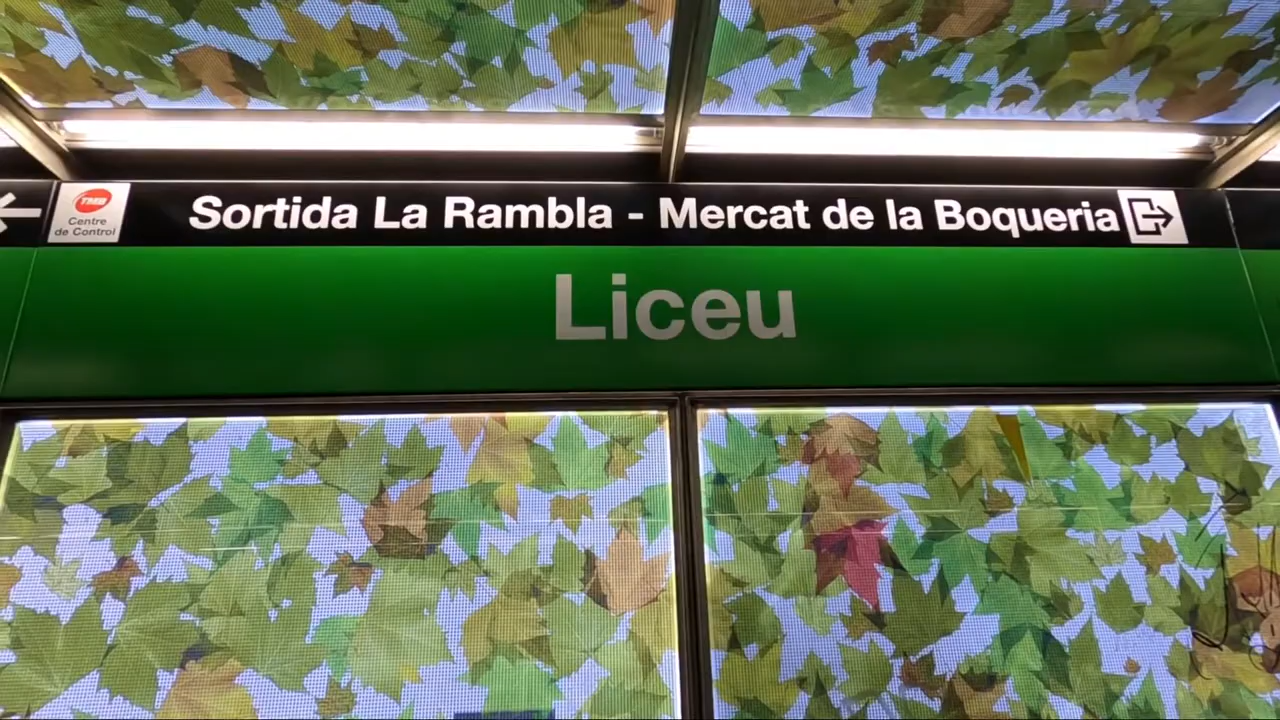 TMB
Centre
de Control
Sortida La Rambla - Mercat de la Boqueria
Liceu